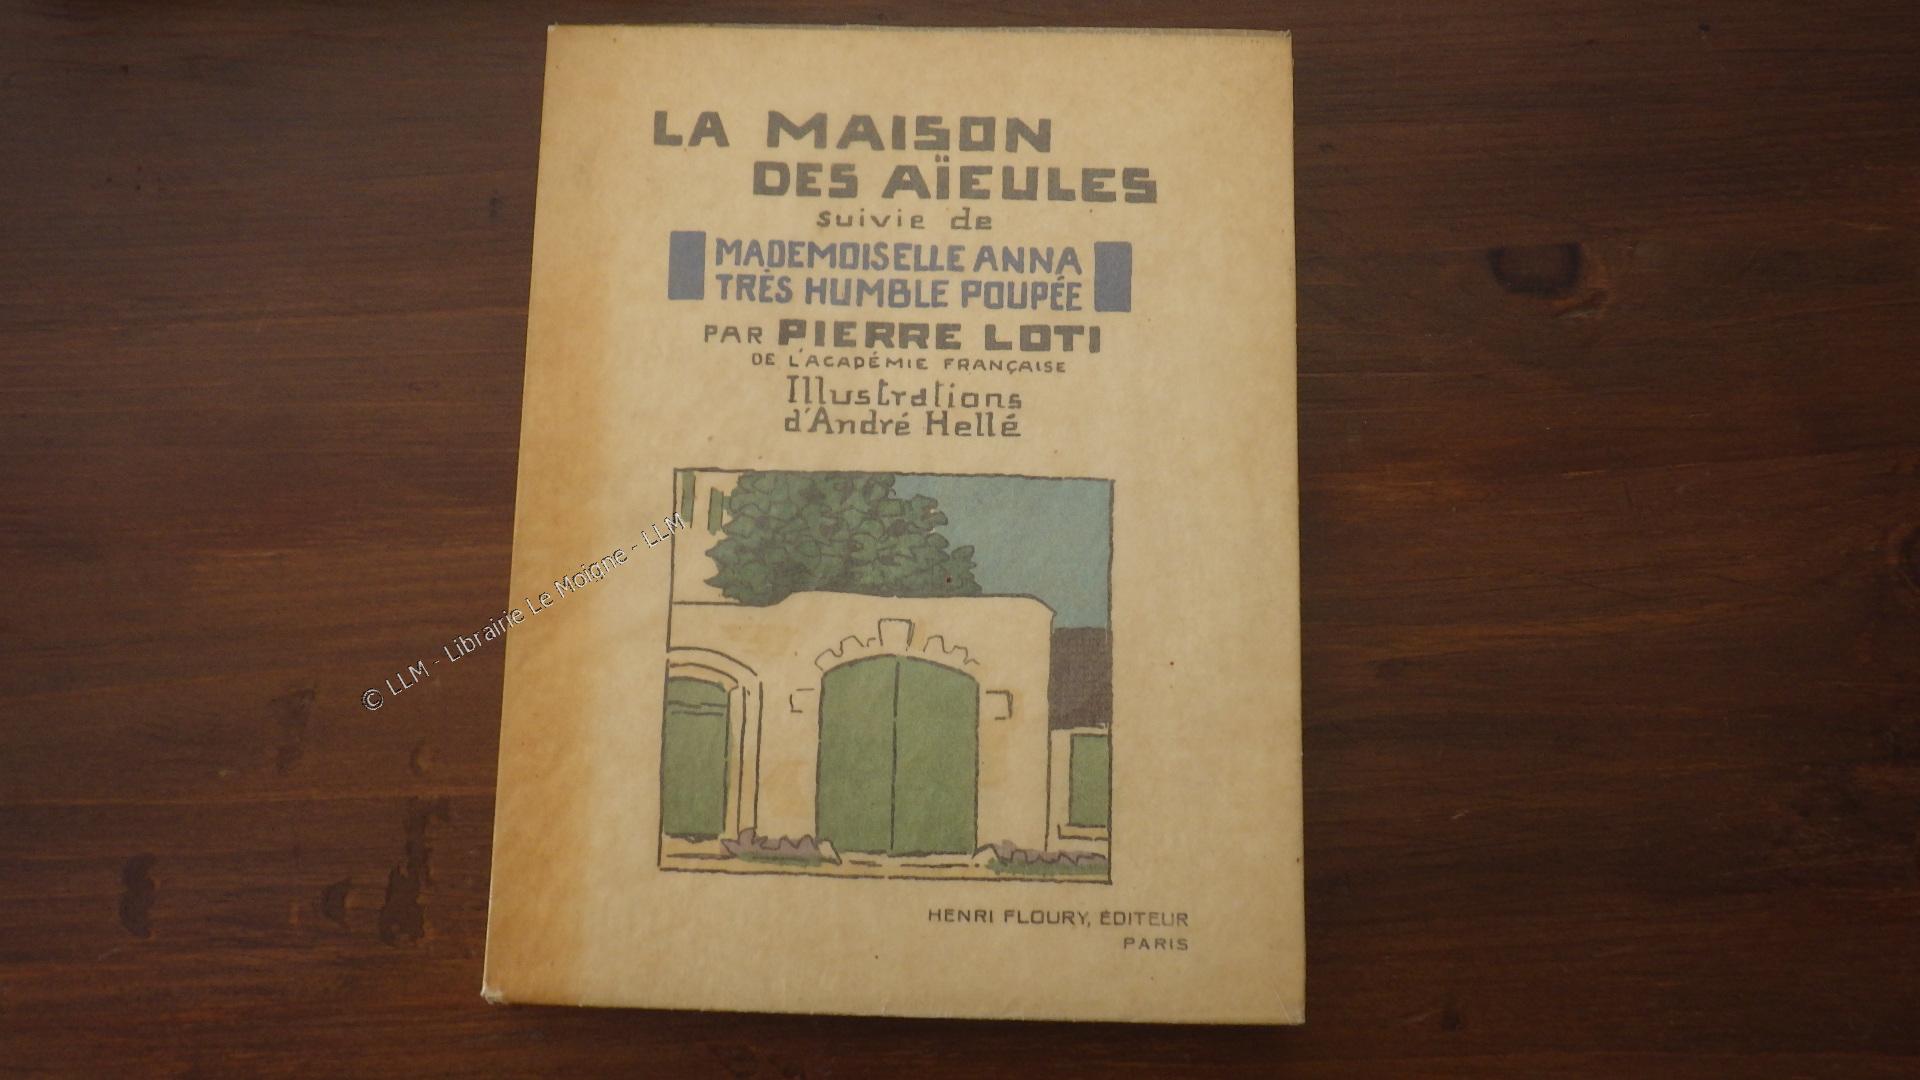 LA MAISON
DES AÏEULES
suivie de
MADEMOISELLE ANNA
TRÈS HUMBLE POUPÉE
PAR PIERRE LOTI
DE L'ACADÉMIE FRANÇAISE
Illustrations
d'André Hellé
© LLM - Librairie Le Moigne - LLM
HENRI FLOURY, ÉDITEUR
PARIS